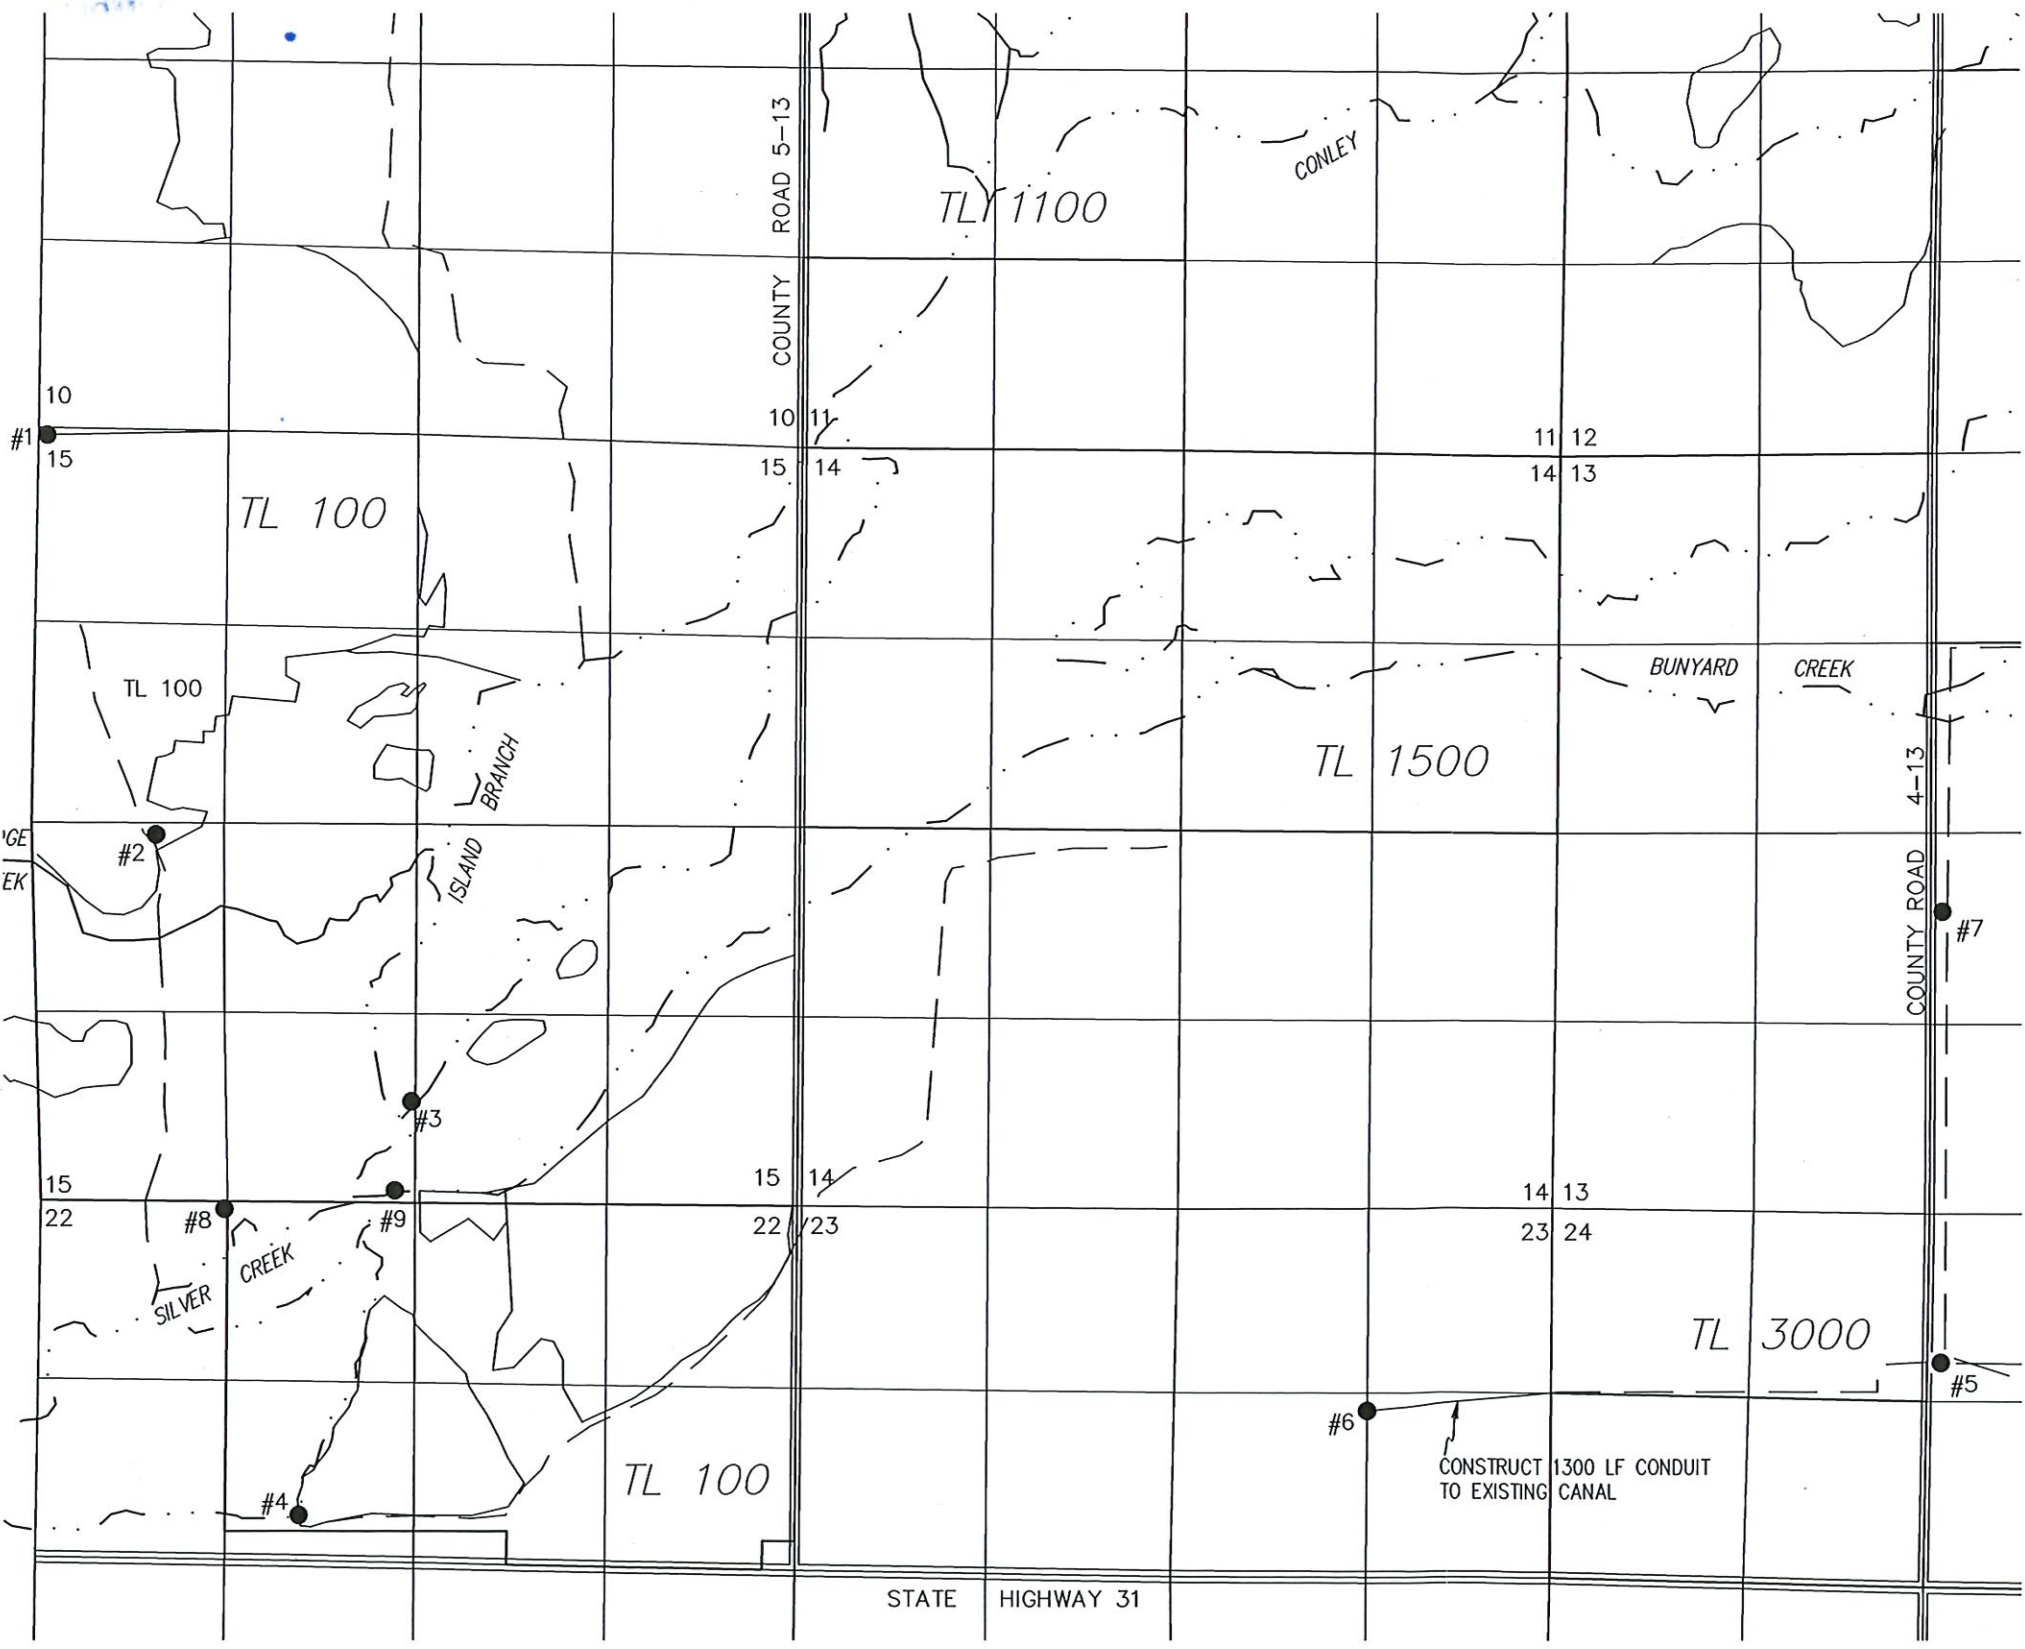 COUNTY ROAD 5-13
CONLEY
TL 1100
10
10 11
11 12
#1
15
15 14
14 13
TL 100
BUNYARD CREEK
TL 100
TL 1500
ISLAND BRANCH
COUNTY ROAD 4-13
GE
EK
#2
#7
#3
15
15 14
14 13
22
#8
#9
22 23
23 24
SILVER CREEK
TL 3000
#5
#6
CONSTRUCT 1300 LF CONDUIT
TO EXISTING CANAL
TL 100
#4
STATE HIGHWAY 31